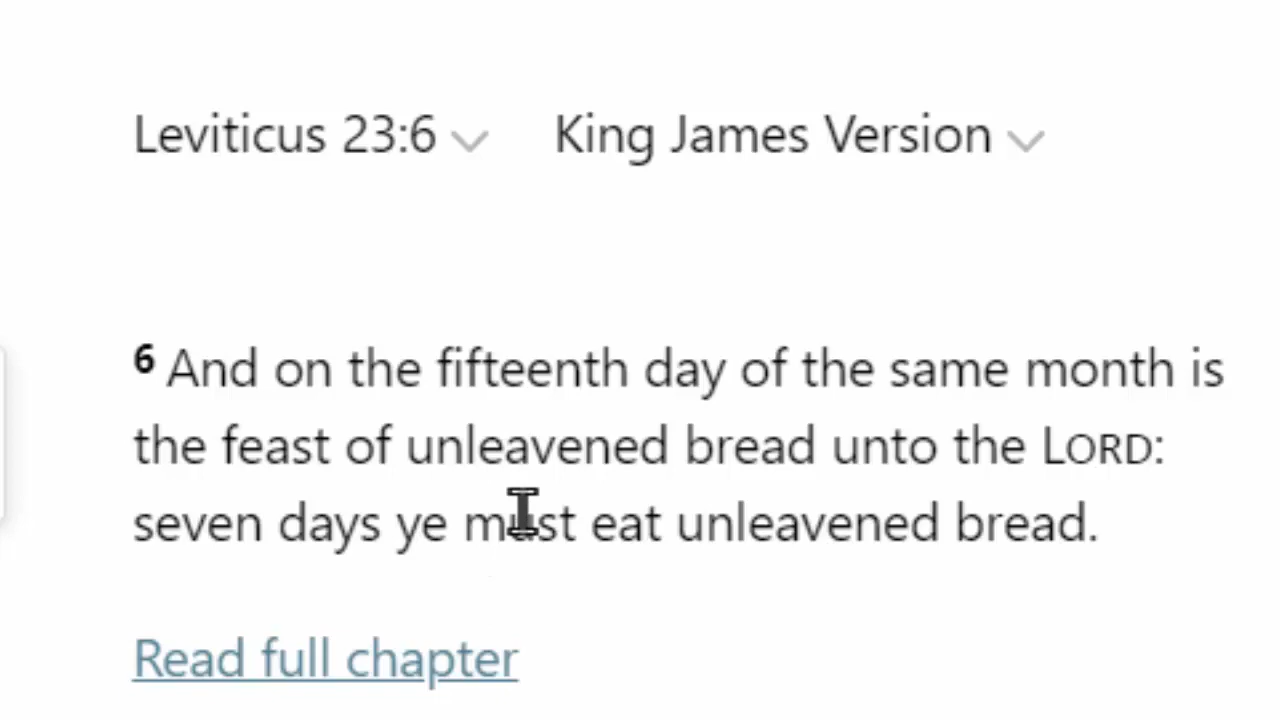 Leviticus 23:6 King James Version
6 And on the fifteenth day of the same month is
the feast of unleavened bread unto the LORD:
seven days ye must eat unleavened bread.
Read full chapter